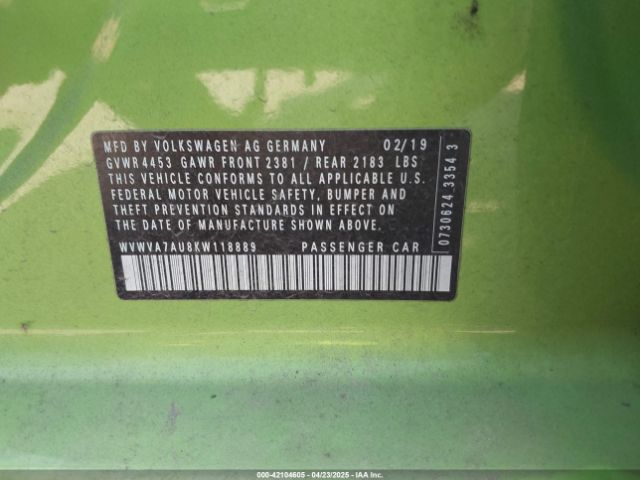 MFD BY VOLKSWAGEN AG GERMANY 02/19
GVWR 4453 GAWR FRONT 2381 / REAR 2183 LBS
THIS VEHICLE CONFORMS TO ALL APPLICABLE U.S.
FEDERAL MOTOR VEHICLE SAFETY, BUMPER AND
THEFT PREVENTION STANDARDS IN EFFECT ON
THE DATE OF MANUFACTURE SHOWN ABOVE.
WVWVA7AU8KW118889 PASSENGER CAR
0730624 3354 3
000-42104605 04/23/2025 IAAI.com